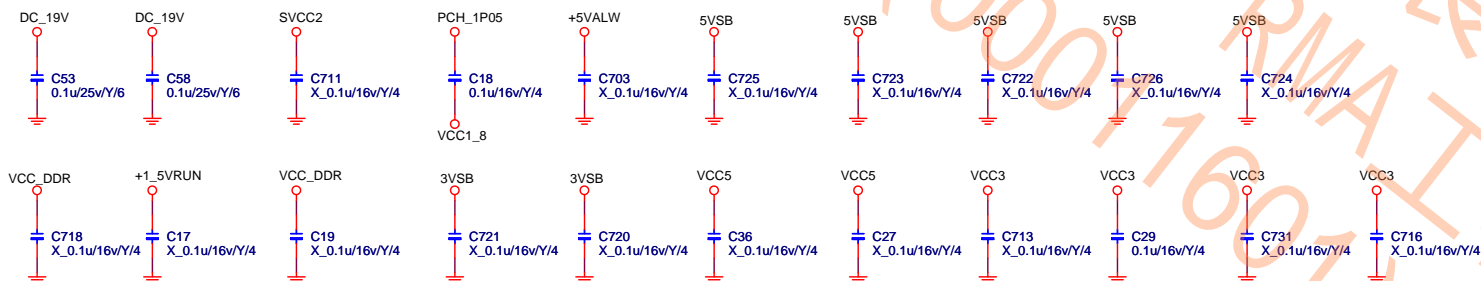 DC_19V
C53
0.1u/25v/Y/6
DC_19V
C58
0.1u/25v/Y/6
SVCC2
C711
X_0.1u/16v/Y/4
PCH_1P05
C18
0.1u/16v/Y/4
VCC1_8
+5VALW
C703
X_0.1u/16v/Y/4
5VSB
C725
X_0.1u/16v/Y/4
5VSB
C723
X_0.1u/16v/Y/4
5VSB
C722
X_0.1u/16v/Y/4
5VSB
C726
X_0.1u/16v/Y/4
5VSB
C724
X_0.1u/16v/Y/4
VCC_DDR
C718
X_0.1u/16v/Y/4
+1_5VRUN
C17
X_0.1u/16v/Y/4
VCC_DDR
C19
X_0.1u/16v/Y/4
3VSB
C721
X_0.1u/16v/Y/4
3VSB
C720
X_0.1u/16v/Y/4
VCC5
C36
X_0.1u/16v/Y/4
VCC5
C27
X_0.1u/16v/Y/4
VCC3
C713
X_0.1u/16v/Y/4
VCC3
C29
0.1u/16v/Y/4
VCC3
C731
X_0.1u/16v/Y/4
VCC3
C716
X_0.1u/16v/Y/4